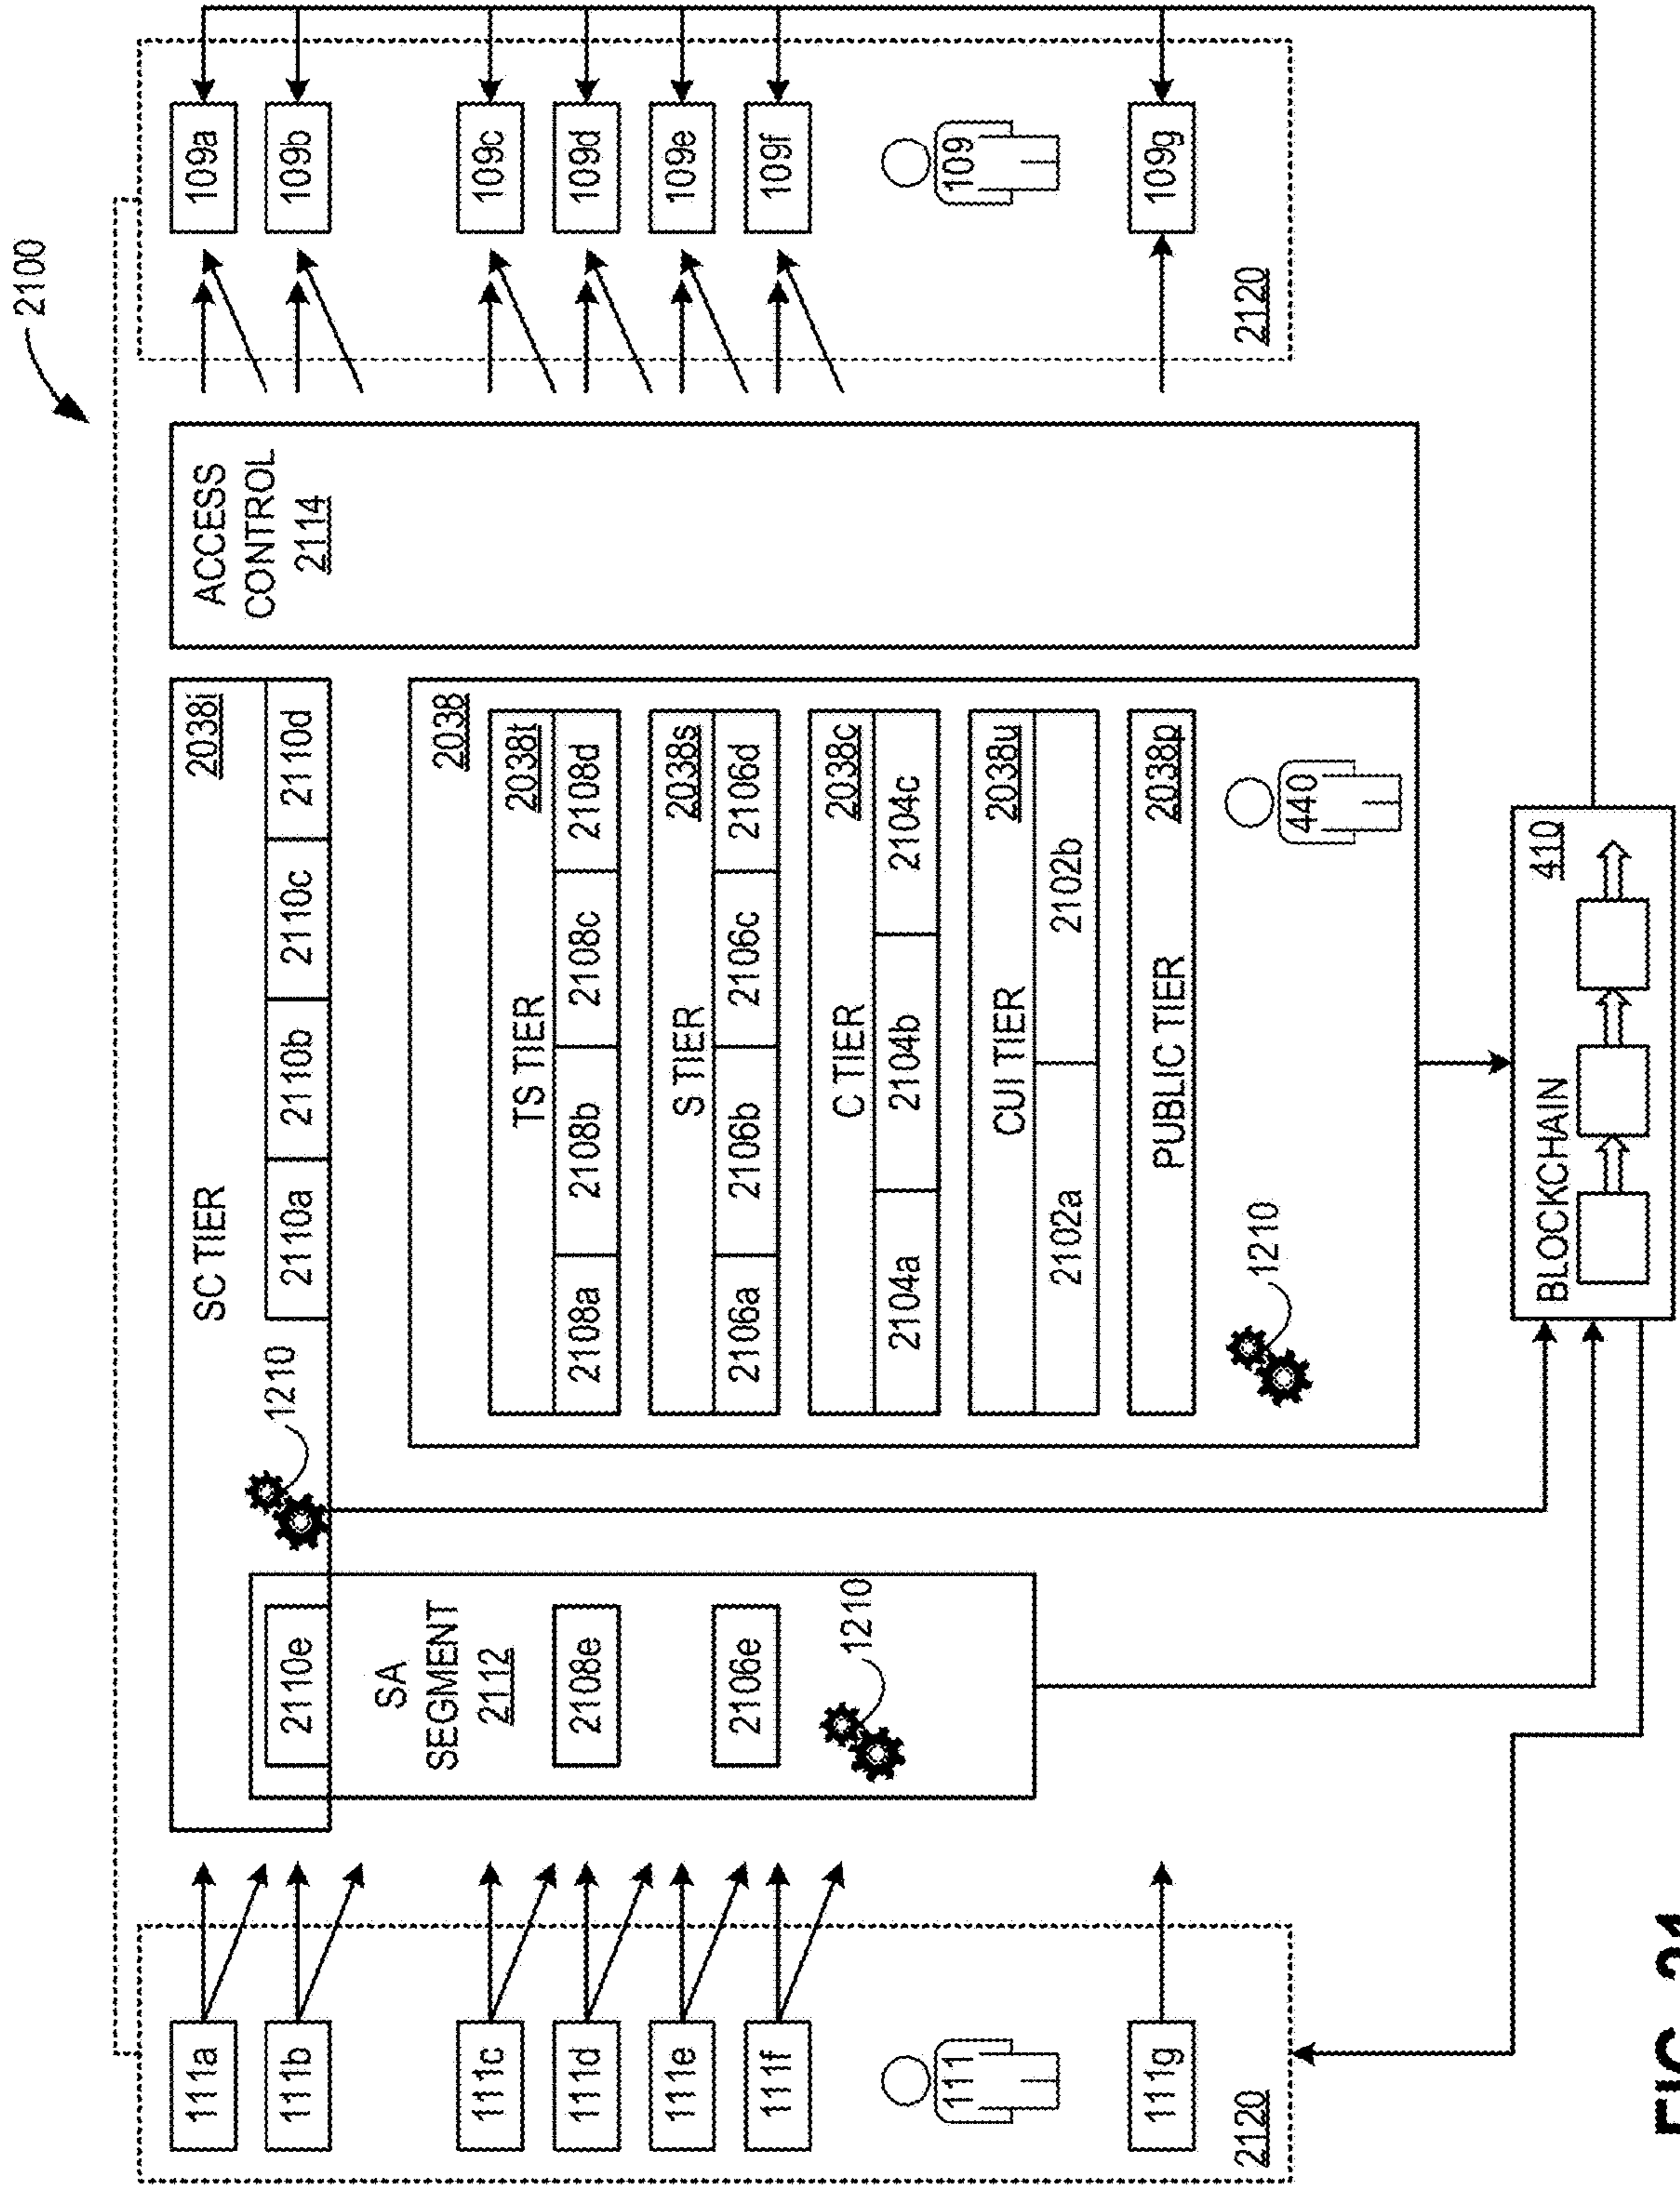 2100
111a
SC TIER
2038i
ACCESS
CONTROL
2114
109a
111b
2110e
1210
2110a
2110b
2110c
2110d
109b
SA
SEGMENT
2112
2038
111c
TS TIER
2038t
109c
111d
2108e
2108a
2108b
2108c
2108d
109d
111e
S TIER
2038s
109e
111f
2106e
2106a
2106b
2106c
2106d
109f
1210
C TIER
2038c
2104a
2104b
2104c
111
109
CUI TIER
2038u
2102a
2102b
111g
PUBLIC TIER
2038p
109g
2120
1210
440
2120
BLOCKCHAIN
410
FIG. 21